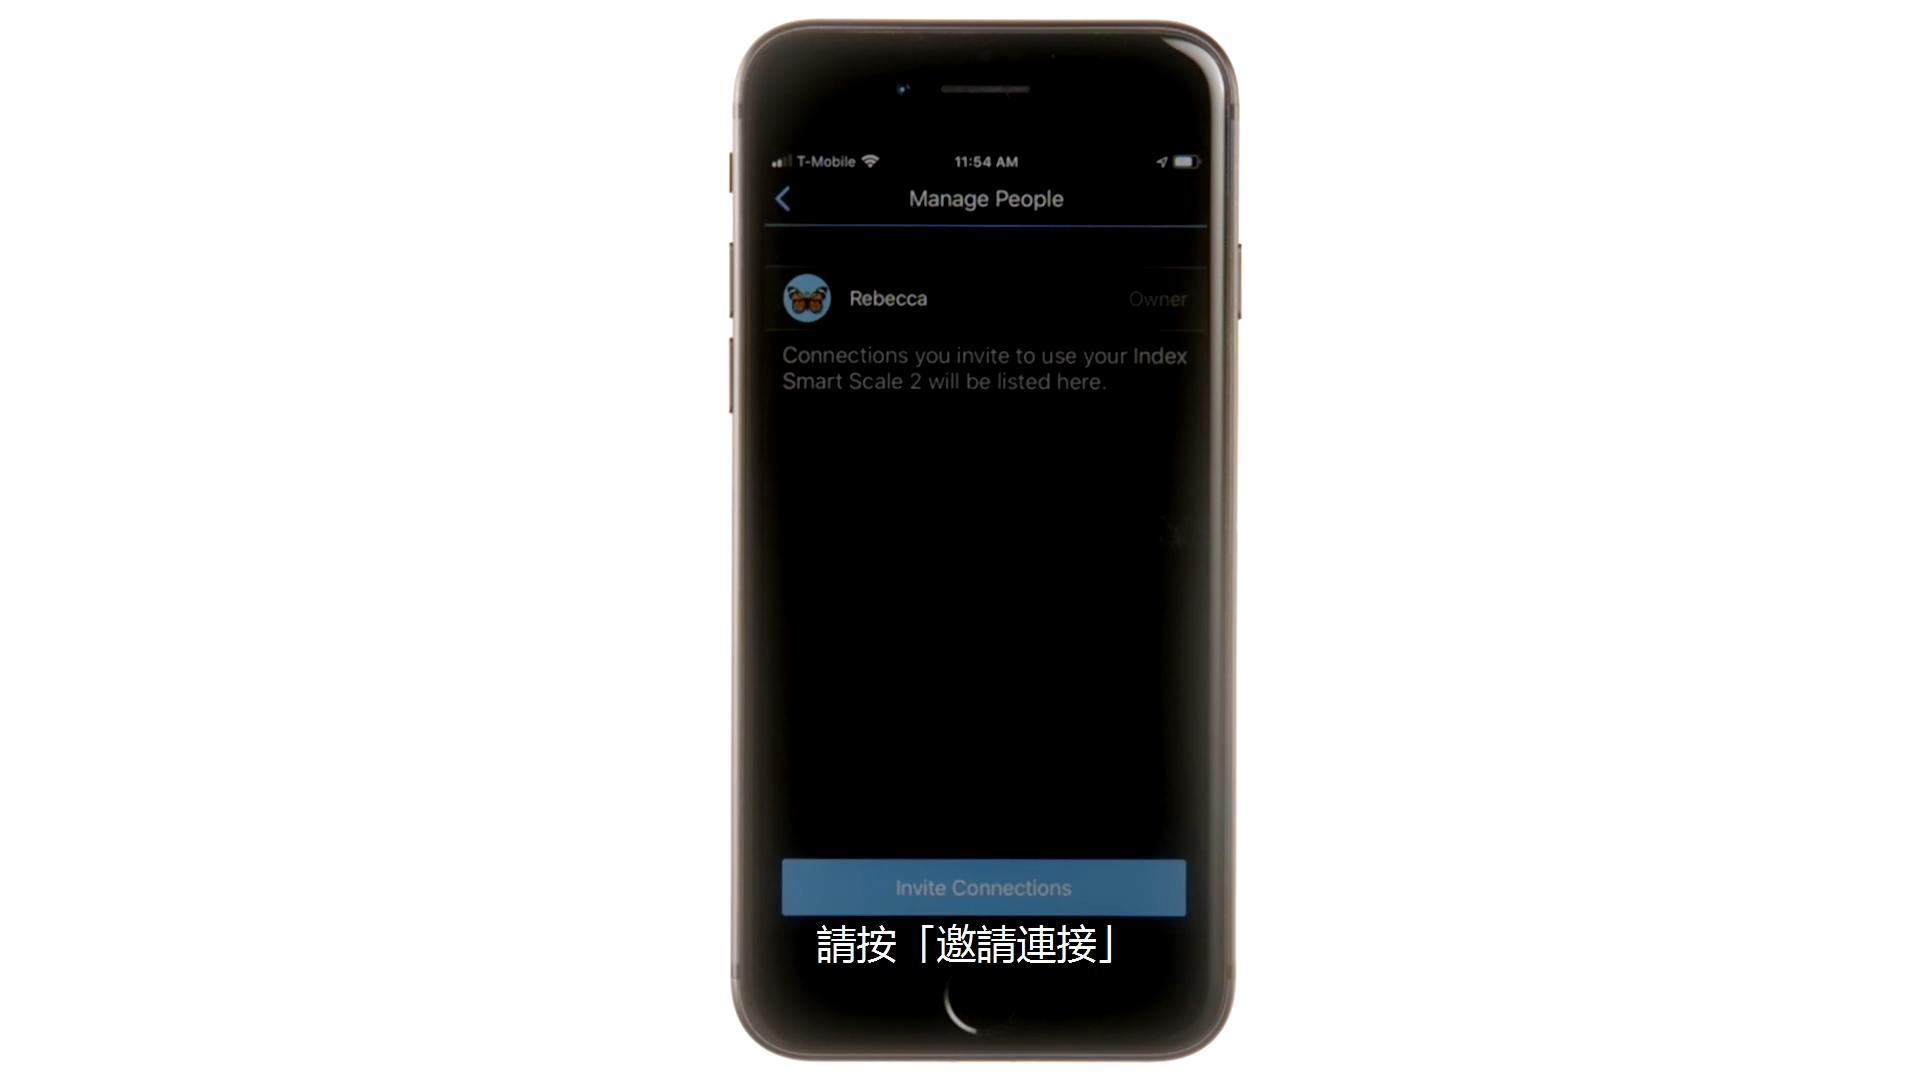 T-Mobile
11:54 AM
Manage People
Rebecca
Owner
Connections you invite to use your Index
Smart Scale 2 will be listed here.
Invite Connections
請按「邀請連接」